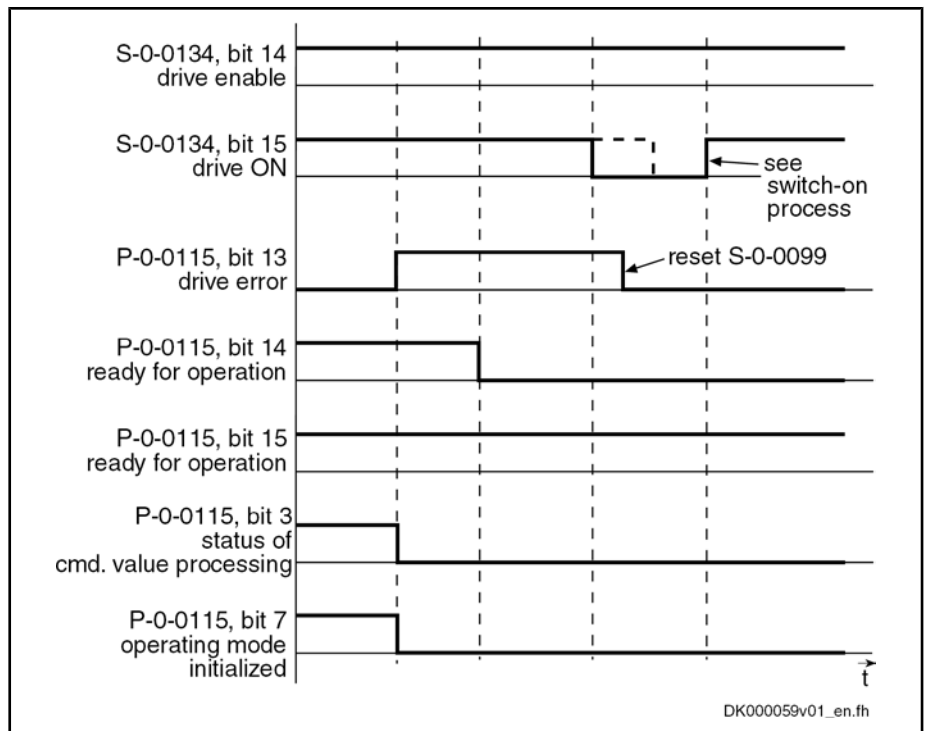 S-0-0134, bit 14
drive enable
S-0-0134, bit 15
drive ON
see
switch-on
process
P-0-0115, bit 13
drive error
reset S-0-0099
P-0-0115, bit 14
ready for operation
P-0-0115, bit 15
ready for operation
P-0-0115, bit 3
status of
cmd. value processing
P-0-0115, bit 7
operating mode
initialized
t
DK000059v01_en.fh